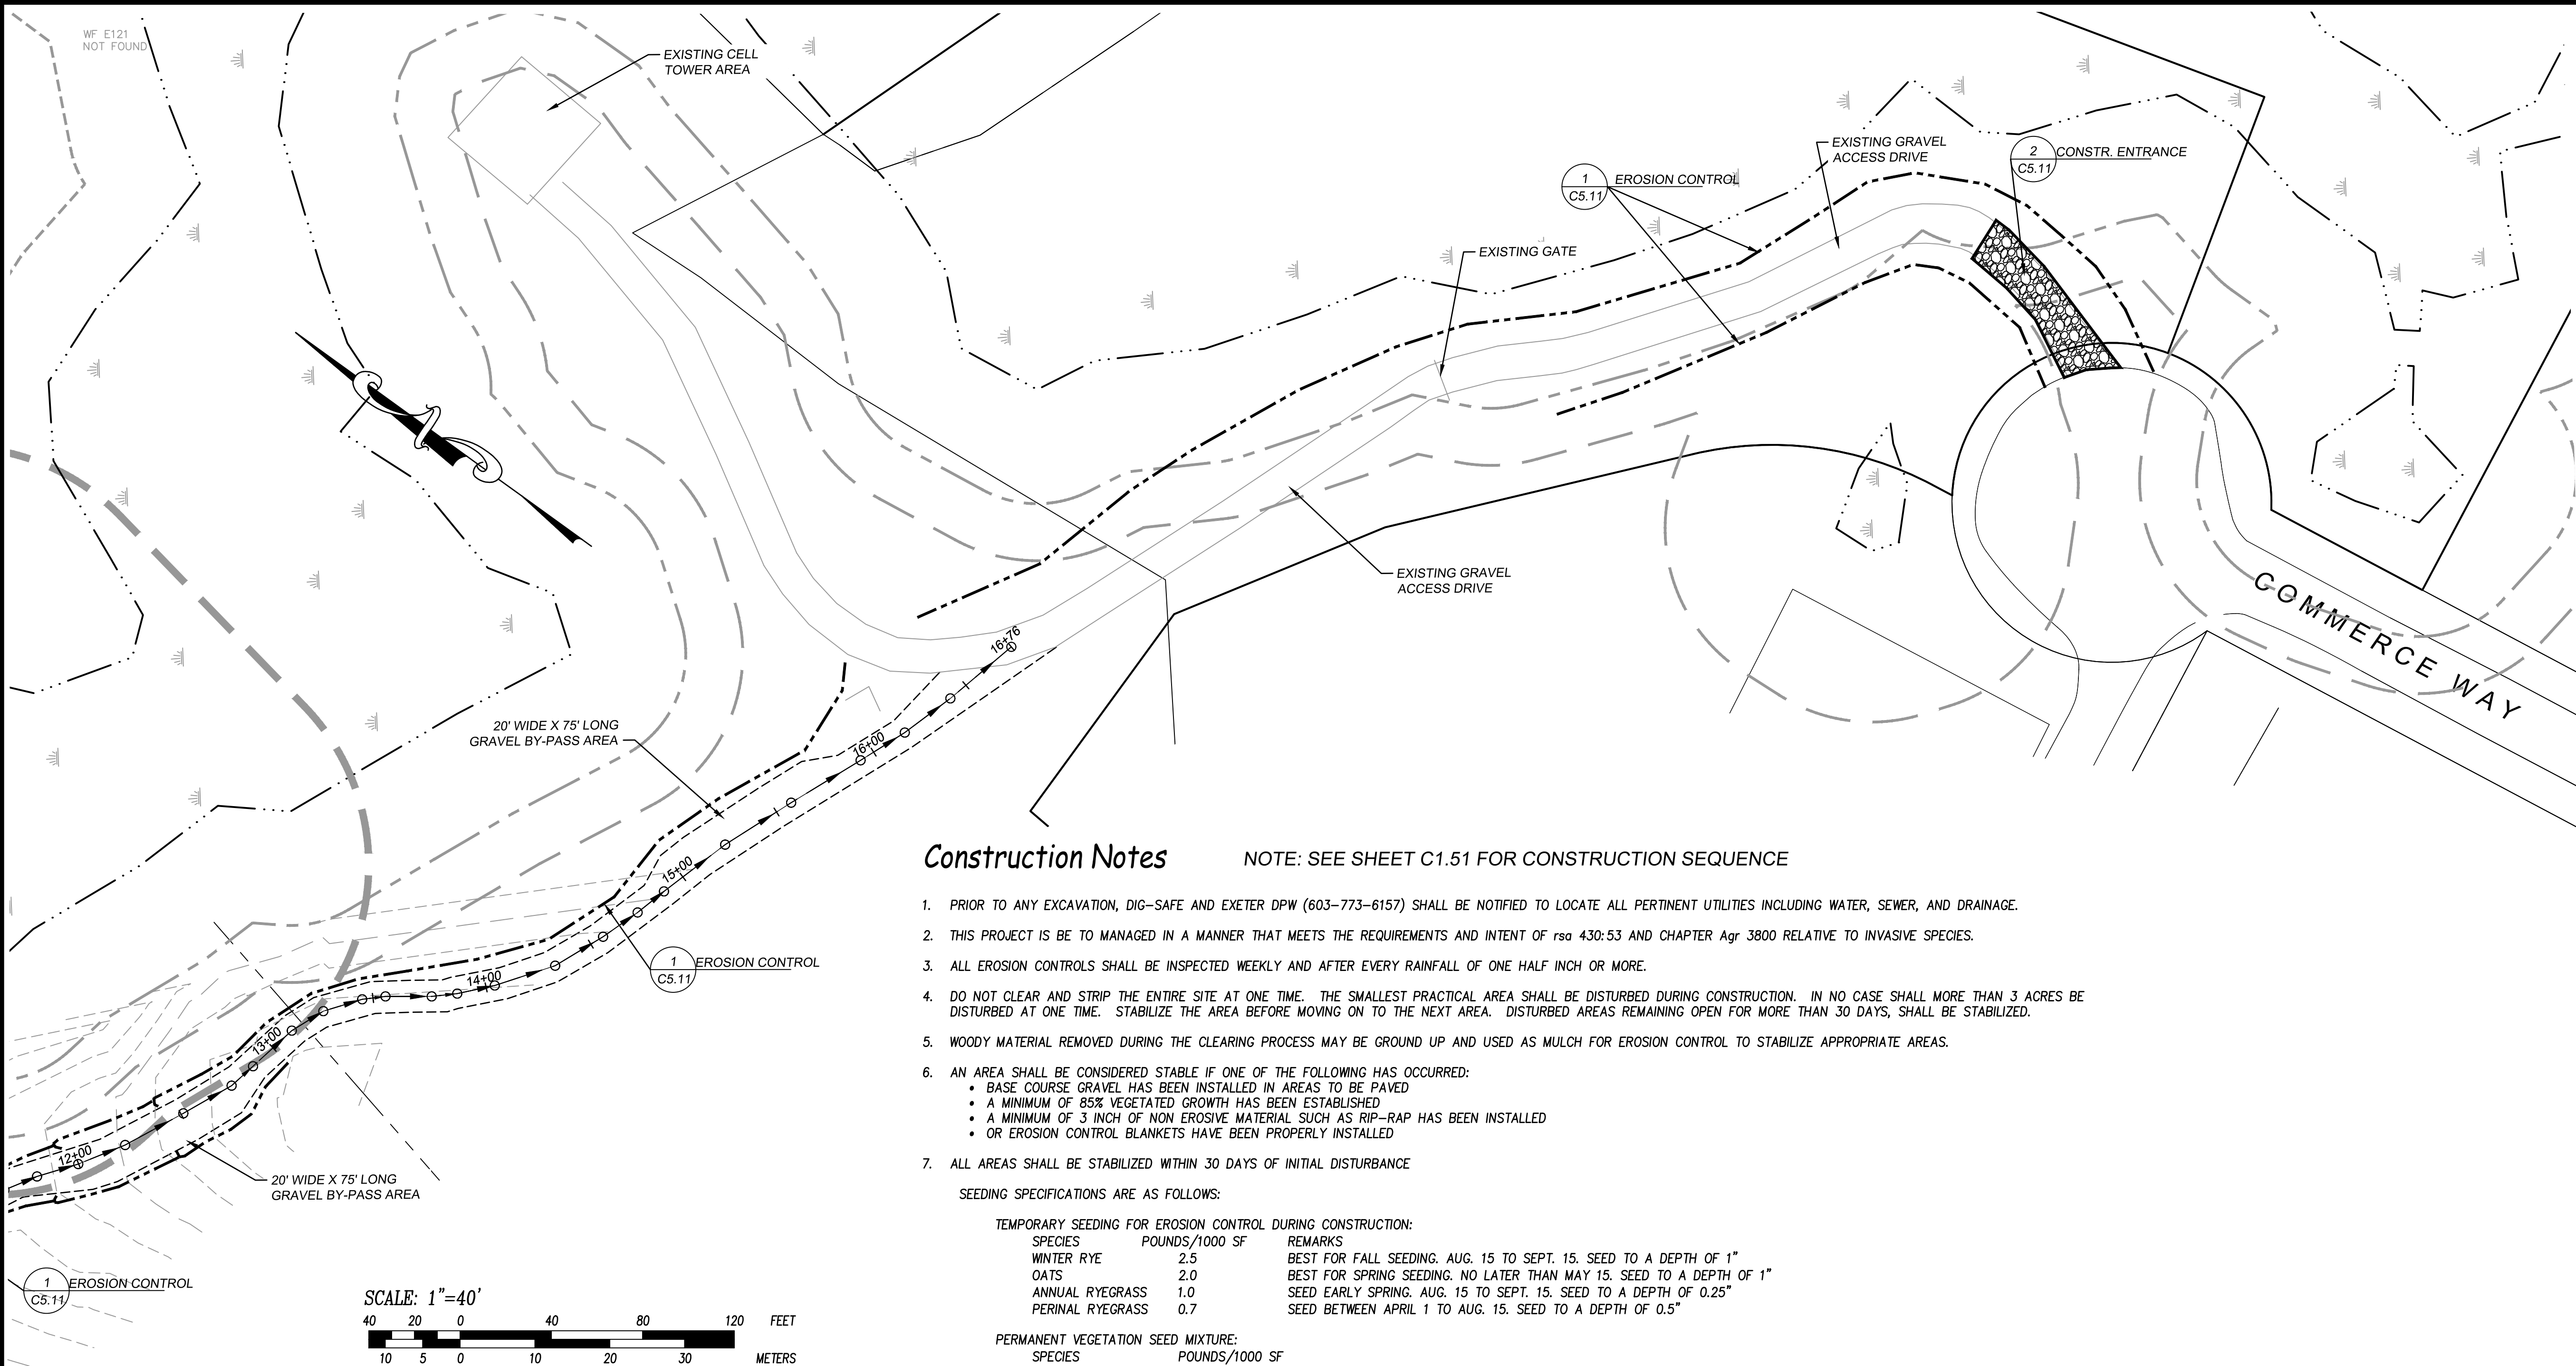 WF E121
NOT FOUND
EXISTING CELL
TOWER AREA
EXISTING GRAVEL
ACCESS DRIVE
2
C5.11
CONSTR. ENTRANCE
1
C5.11
EROSION CONTROL
EXISTING GATE
EXISTING GRAVEL
ACCESS DRIVE
COMMERCE WAY
16+76
20' WIDE X 75' LONG
GRAVEL BY-PASS AREA
16+00
15+00
1
C5.11
EROSION CONTROL
14+00
13+00
12+00
20' WIDE X 75' LONG
GRAVEL BY-PASS AREA
1
C5.11
EROSION CONTROL
SCALE: 1"=40'
40 20 0 40 80 120 FEET
10 5 0 10 20 30 METERS
Construction Notes
NOTE: SEE SHEET C1.51 FOR CONSTRUCTION SEQUENCE
1. PRIOR TO ANY EXCAVATION, DIG-SAFE AND EXETER DPW (603-773-6157) SHALL BE NOTIFIED TO LOCATE ALL PERTINENT UTILITIES INCLUDING WATER, SEWER, AND DRAINAGE.
2. THIS PROJECT IS BE TO MANAGED IN A MANNER THAT MEETS THE REQUIREMENTS AND INTENT OF rsa 430:53 AND CHAPTER Agr 3800 RELATIVE TO INVASIVE SPECIES.
3. ALL EROSION CONTROLS SHALL BE INSPECTED WEEKLY AND AFTER EVERY RAINFALL OF ONE HALF INCH OR MORE.
4. DO NOT CLEAR AND STRIP THE ENTIRE SITE AT ONE TIME. THE SMALLEST PRACTICAL AREA SHALL BE DISTURBED DURING CONSTRUCTION. IN NO CASE SHALL MORE THAN 3 ACRES BE
DISTURBED AT ONE TIME. STABILIZE THE AREA BEFORE MOVING ON TO THE NEXT AREA. DISTURBED AREAS REMAINING OPEN FOR MORE THAN 30 DAYS, SHALL BE STABILIZED.
5. WOODY MATERIAL REMOVED DURING THE CLEARING PROCESS MAY BE GROUND UP AND USED AS MULCH FOR EROSION CONTROL TO STABILIZE APPROPRIATE AREAS.
6. AN AREA SHALL BE CONSIDERED STABLE IF ONE OF THE FOLLOWING HAS OCCURRED:
• BASE COURSE GRAVEL HAS BEEN INSTALLED IN AREAS TO BE PAVED
• A MINIMUM OF 85% VEGETATED GROWTH HAS BEEN ESTABLISHED
• A MINIMUM OF 3 INCH OF NON EROSIVE MATERIAL SUCH AS RIP-RAP HAS BEEN INSTALLED
• OR EROSION CONTROL BLANKETS HAVE BEEN PROPERLY INSTALLED
7. ALL AREAS SHALL BE STABILIZED WITHIN 30 DAYS OF INITIAL DISTURBANCE
SEEDING SPECIFICATIONS ARE AS FOLLOWS:
TEMPORARY SEEDING FOR EROSION CONTROL DURING CONSTRUCTION:
SPECIES POUNDS/1000 SF REMARKS
WINTER RYE 2.5 BEST FOR FALL SEEDING. AUG. 15 TO SEPT. 15. SEED TO A DEPTH OF 1"
OATS 2.0 BEST FOR SPRING SEEDING. NO LATER THAN MAY 15. SEED TO A DEPTH OF 1"
ANNUAL RYEGRASS 1.0 SEED EARLY SPRING. AUG. 15 TO SEPT. 15. SEED TO A DEPTH OF 0.25"
PERINAL RYEGRASS 0.7 SEED BETWEEN APRIL 1 TO AUG. 15. SEED TO A DEPTH OF 0.5"
PERMANENT VEGETATION SEED MIXTURE:
SPECIES POUNDS/1000 SF